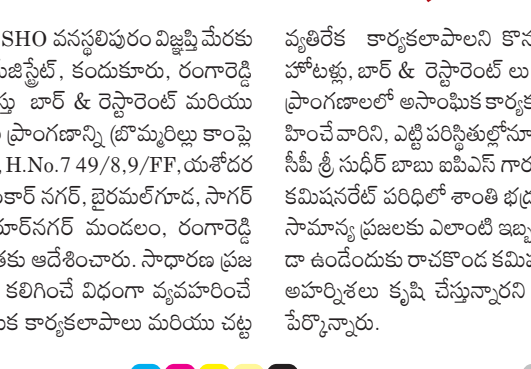 SHO వనస్థలిపురం విజ్ఞప్తి మేరకు
జిస్ట్రేట్, కందుకూరు, రంగారెడ్డి
స్తు బార్ & రెస్టారెంట్ మరియు
ప్రాంగణాన్ని (బొమ్మరిల్లు కాంప్లె
, H.No.7 49/8,9/FF,యశోదర
కార్ నగర్, బైరమల్‌గూడ, సాగర్
నగర్ మండలం, రంగారెడ్డి
తకు ఆదేశించారు. సాధారణ ప్రజ
కలిగించే విధంగా వ్యవహరించే
క కార్యకలాపాలు మరియు చట్ట
వ్యతిరేక కార్యకలాపాలని కొన
హోటళ్లు, బార్ & రెస్టారెంట్ లు
ప్రాంగణాలలో అసాంఘిక కార్యక
హించే వారిని, ఎట్టి పరిస్థితుల్లోనూ
సీపీ శ్రీ సుధీర్ బాబు ఐపిఎస్ గార
కమిషనరేట్ పరిధిలో శాంతి భద్ర
సామాన్య ప్రజలకు ఎలాంటి ఇబ్బ
డా ఉండేందుకు రాచకొండ కమిష
అహర్నిశలు కృషి చేస్తున్నారని
పేర్కొన్నారు.